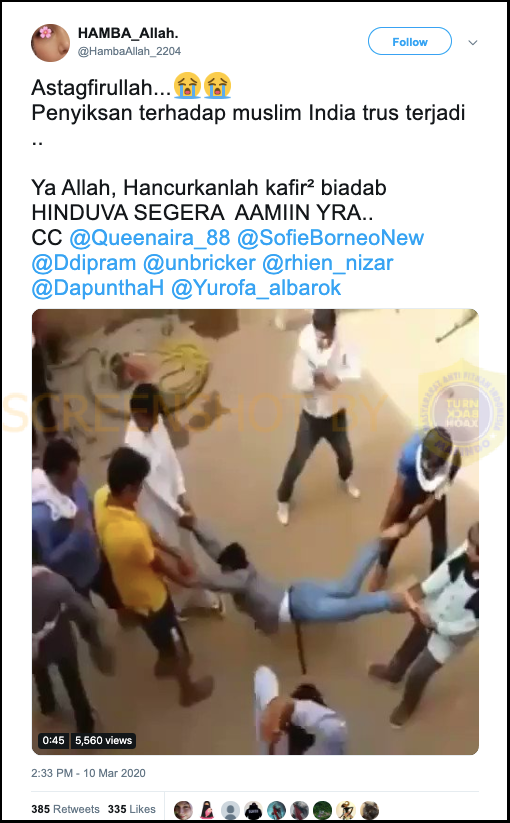 HAMBA_Allah.
@HambaAllah_2204
Follow
Astagfirullah...😭😭
Penyiksan terhadap muslim India trus terjadi
..
Ya Allah, Hancurkanlah kafir² biadab
HINDUVA SEGERA AAMIIN YRA..
CC @Queenaira_88 @SofieBorneoNew
@Ddipram @unbricker @rhien_nizar
@DapunthaH @Yurofa_albarok
SCREENSHOT BY
TURN
BACK
HOAX
0:45 5,560 views
2:33 PM - 10 Mar 2020
385 Retweets 335 Likes